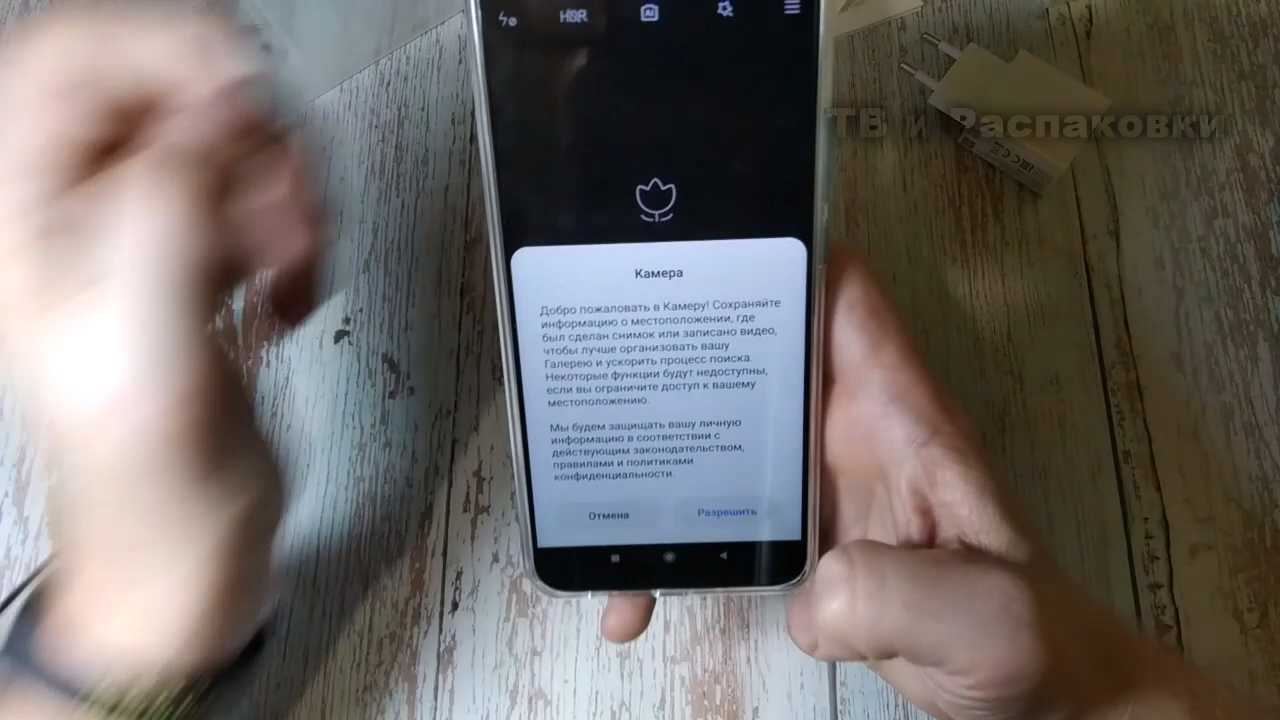 HDR
AI
ТВ и Распаковки
Камера
Добро пожаловать в Камеру! Сохраняйте
информацию о местоположении, где
был сделан снимок или записано видео,
чтобы лучше организовать вашу
Галерею и ускорить процесс поиска.
Некоторые функции будут недоступны,
если вы ограничите доступ к вашему
местоположению.
Мы будем защищать вашу личную
информацию в соответствии с
действующим законодательством,
правилами и политиками
конфиденциальности.
Отмена
Разрешить